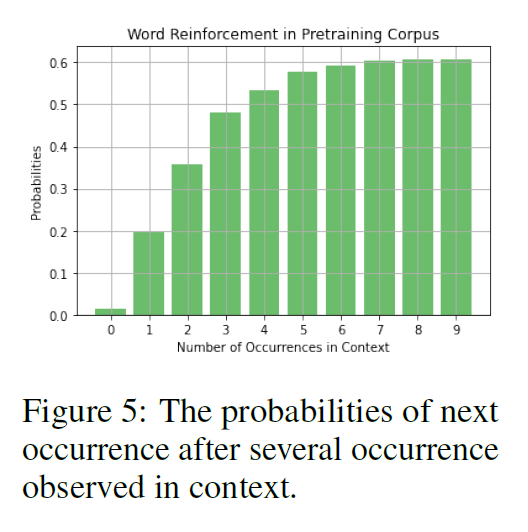 Word Reinforcement in Pretraining Corpus
0.6
0.5
0.4
0.3
0.2
0.1
0.0
Probabilities
0 1 2 3 4 5 6 7 8 9
Number of Occurrences in Context
Figure 5: The probabilities of next
occurrence after several occurrence
observed in context.